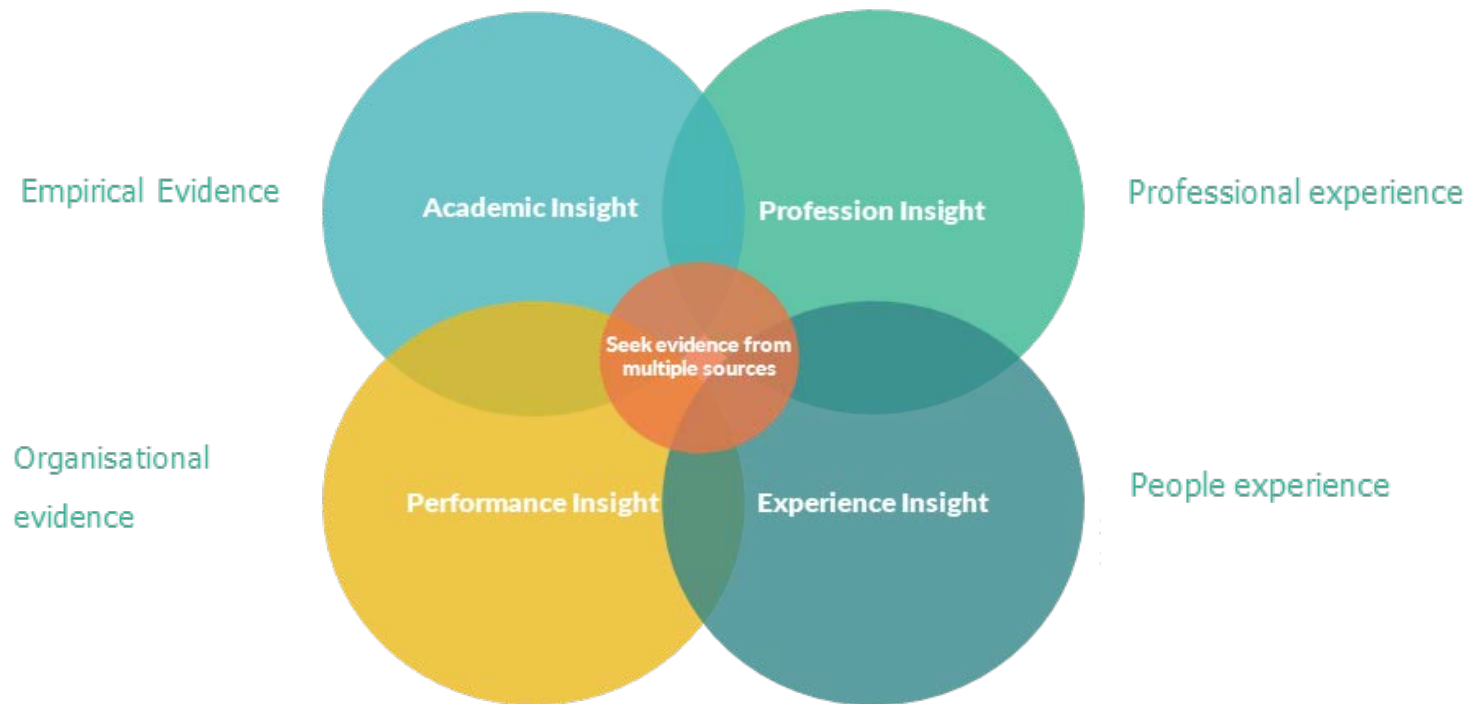 Empirical Evidence
Academic Insight
Profession Insight
Professional experience
Seek evidence from
multiple sources
Organisational
evidence
Performance Insight
Experience Insight
People experience